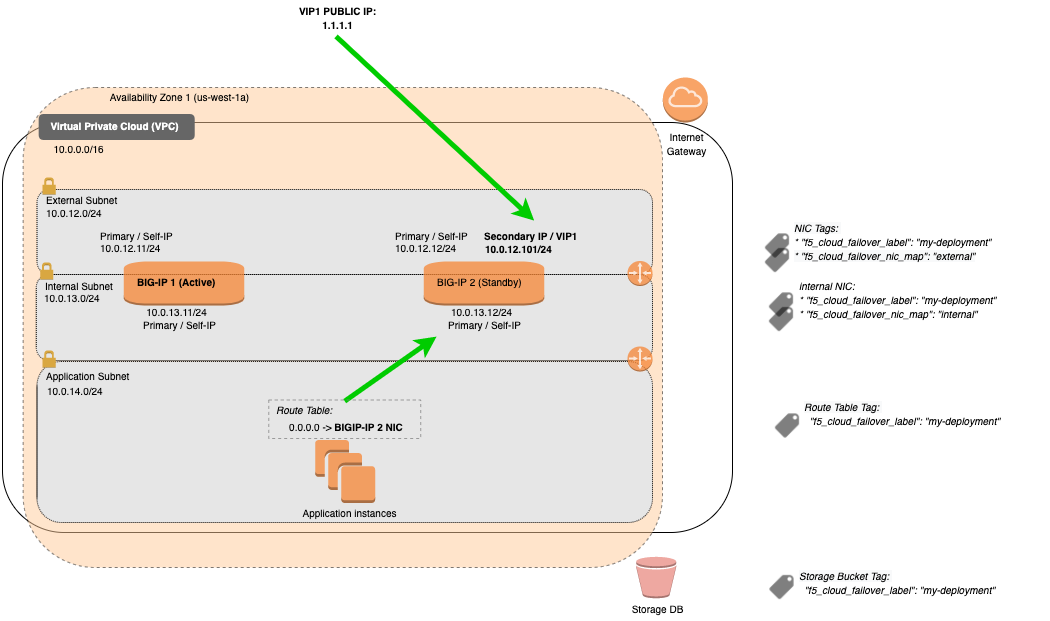 VIP1 PUBLIC IP:
1.1.1.1
Availability Zone 1 (us-west-1a)
Virtual Private Cloud (VPC)
10.0.0.0/16
Internet
Gateway
External Subnet
10.0.12.0/24
Primary / Self-IP
10.0.12.11/24
Primary / Self-IP
10.0.12.12/24
Secondary IP / VIP1
10.0.12.101/24
NIC Tags:
* "f5_cloud_failover_label": "my-deployment"
* "f5_cloud_failover_nic_map": "external"
Internal Subnet
10.0.13.0/24
BIG-IP 1 (Active)
BIG-IP 2 (Standby)
10.0.13.11/24
Primary / Self-IP
10.0.13.12/24
Primary / Self-IP
internal NIC:
* "f5_cloud_failover_label": "my-deployment"
* "f5_cloud_failover_nic_map": "internal"
Application Subnet
10.0.14.0/24
Route Table:
0.0.0.0 -> BIGIP-IP 2 NIC
Application instances
Route Table Tag:
"f5_cloud_failover_label": "my-deployment"
Storage DB
Storage Bucket Tag:
"f5_cloud_failover_label": "my-deployment"